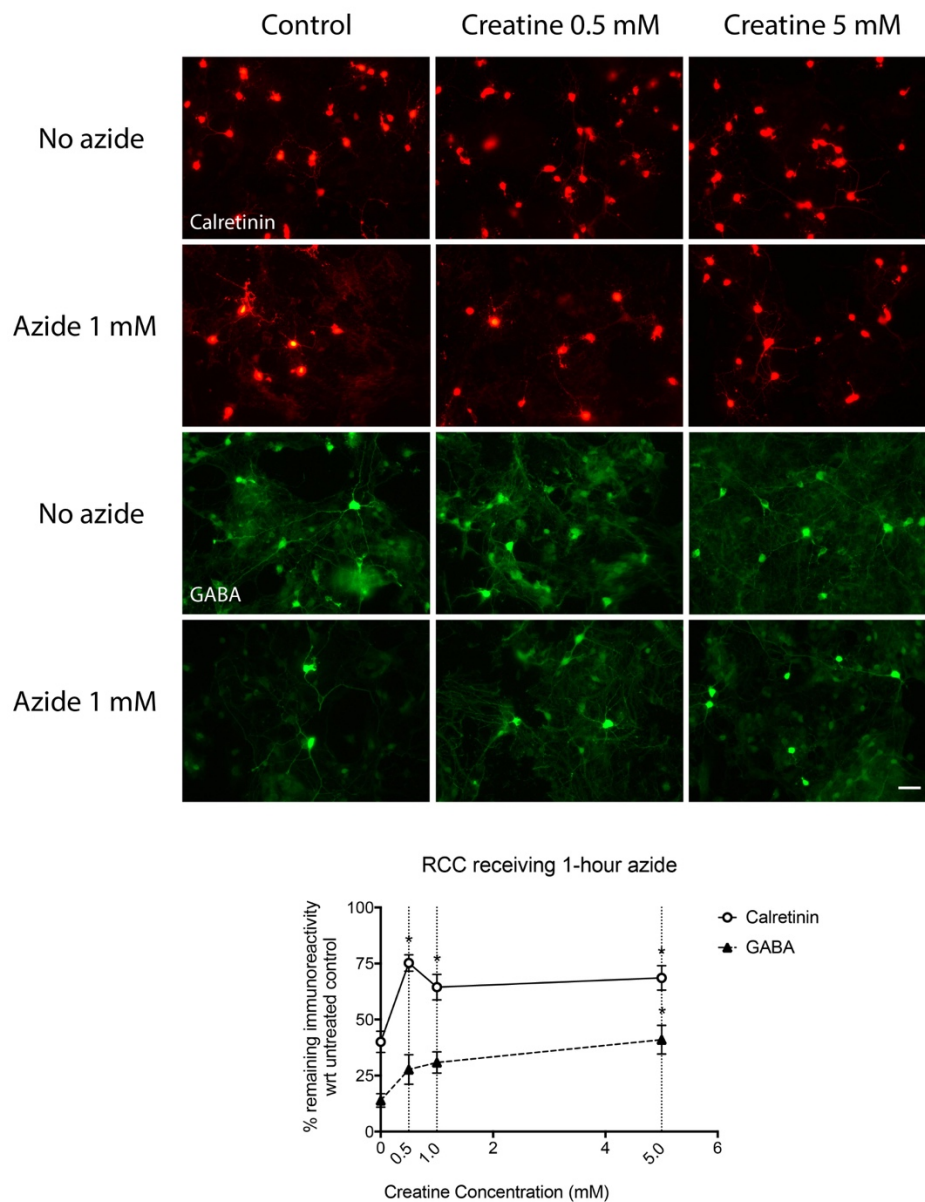 Control Creatine 0.5 mM Creatine 5 mM
No azide
Calretinin
Azide 1 mM
No azide
GABA
Azide 1 mM
RCC receiving 1-hour azide
% remaining immunoreactivity
wrt untreated control
100
75
50
25
0
* * * *
Calretinin
GABA
0 0.5 1.0 2 4 5.0 6
Creatine Concentration (mM)